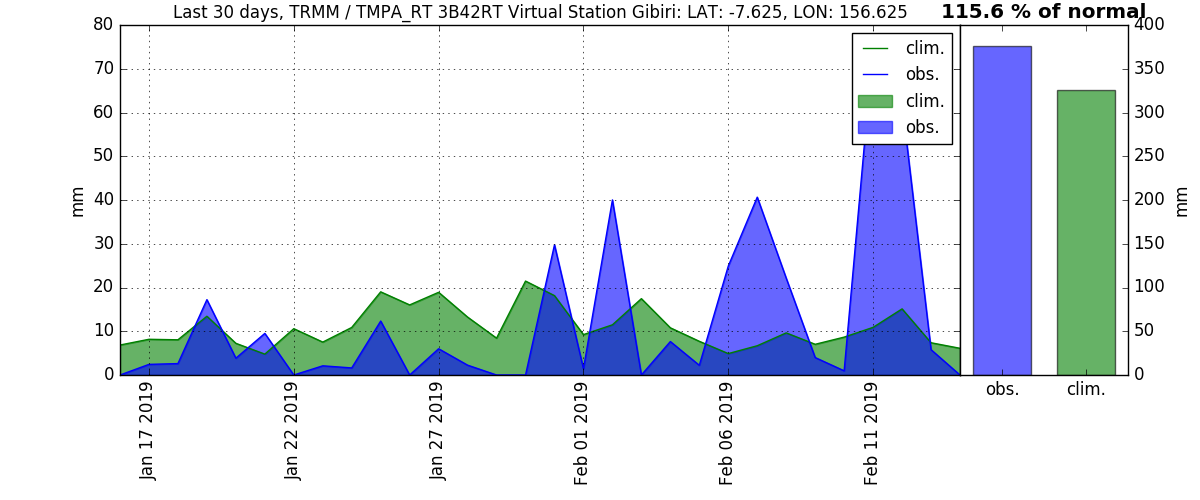 Last 30 days, TRMM / TMPA_RT 3B42RT Virtual Station Gibiri: LAT: -7.625, LON: 156.625
115.6 % of normal
80
70
60
50
40
30
20
10
0
mm
clim.
obs.
clim.
obs.
400
350
300
250
200
150
100
50
0
mm
Jan 17 2019
Jan 22 2019
Jan 27 2019
Feb 01 2019
Feb 06 2019
Feb 11 2019
obs.
clim.